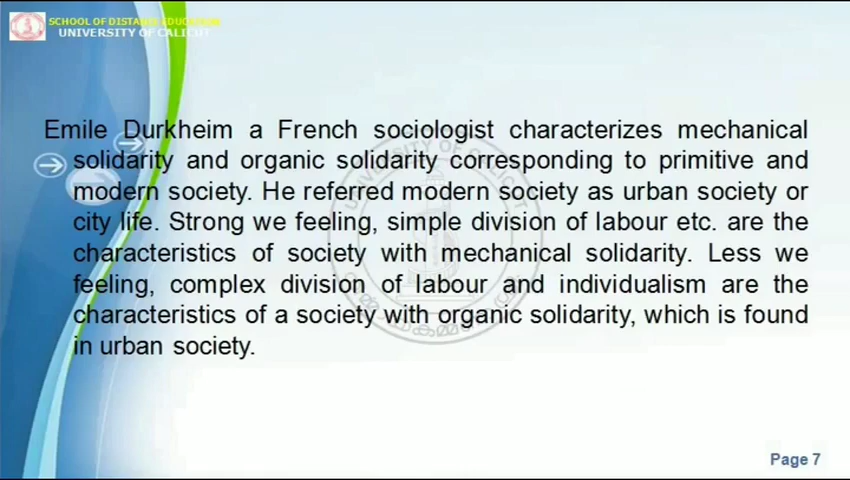 SCHOOL OF DISTANCE EDUCATION
UNIVERSITY OF CALICUT
Emile Durkheim a French sociologist characterizes mechanical
solidarity and organic solidarity corresponding to primitive and
modern society. He referred modern society as urban society or
city life. Strong we feeling, simple division of labour etc. are the
characteristics of society with mechanical solidarity. Less we
feeling, complex division of labour and individualism are the
characteristics of a society with organic solidarity, which is found
in urban society.
UNIVERSITY OF CALICUT
Page 7